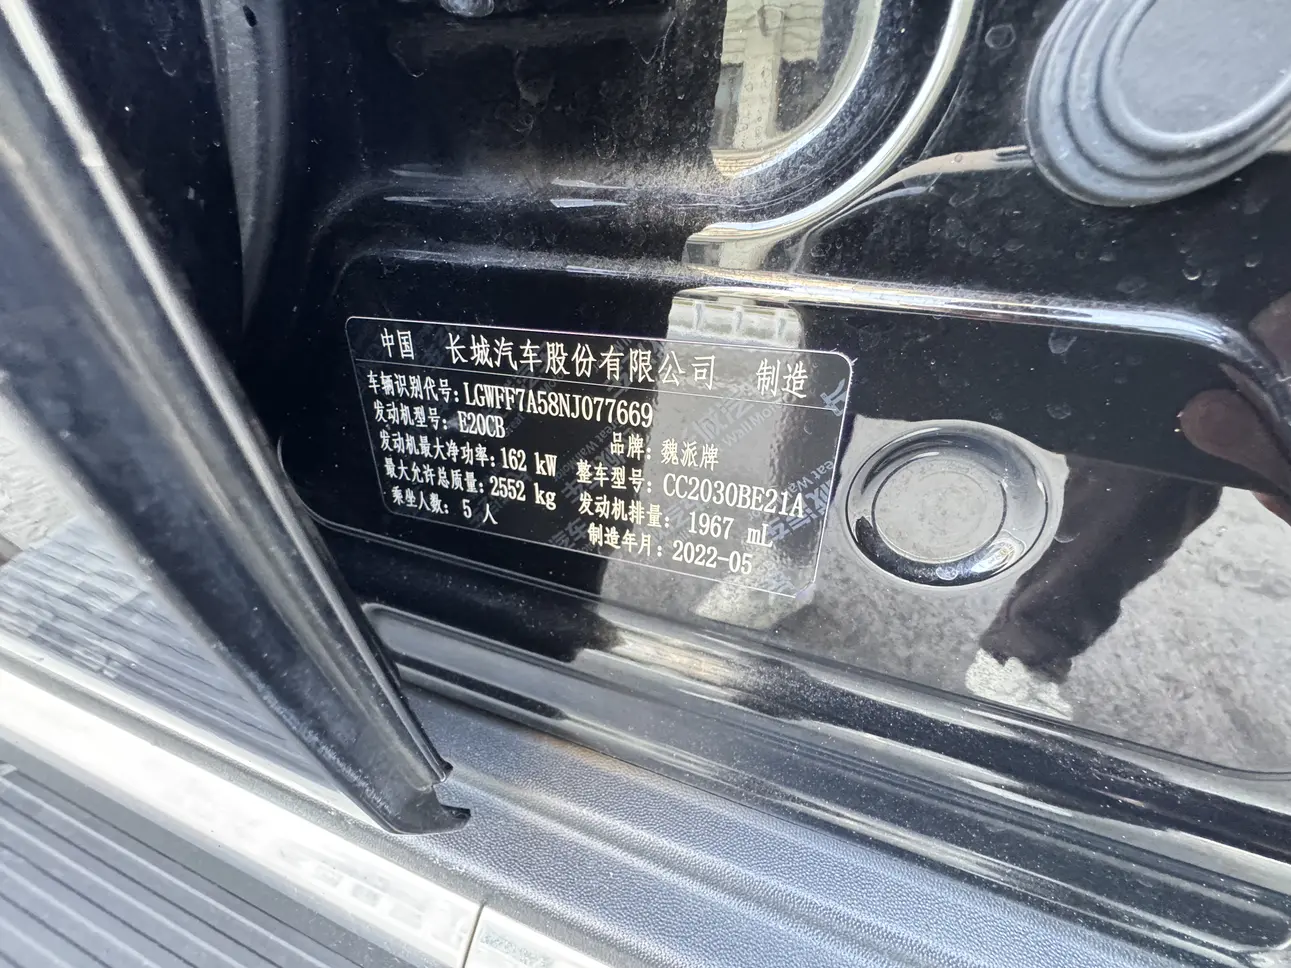 中国 长城汽车股份有限公司 制造
车辆识别代号:LGWFF7A58NJ077669
发动机型号:E20CB 品牌:魏派牌
发动机最大净功率:162 kW 整车型号:CC2030BE21A
最大允许总质量:2552 kg 发动机排量:1967 mL
乘坐人数:5 人 制造年月:2022-05